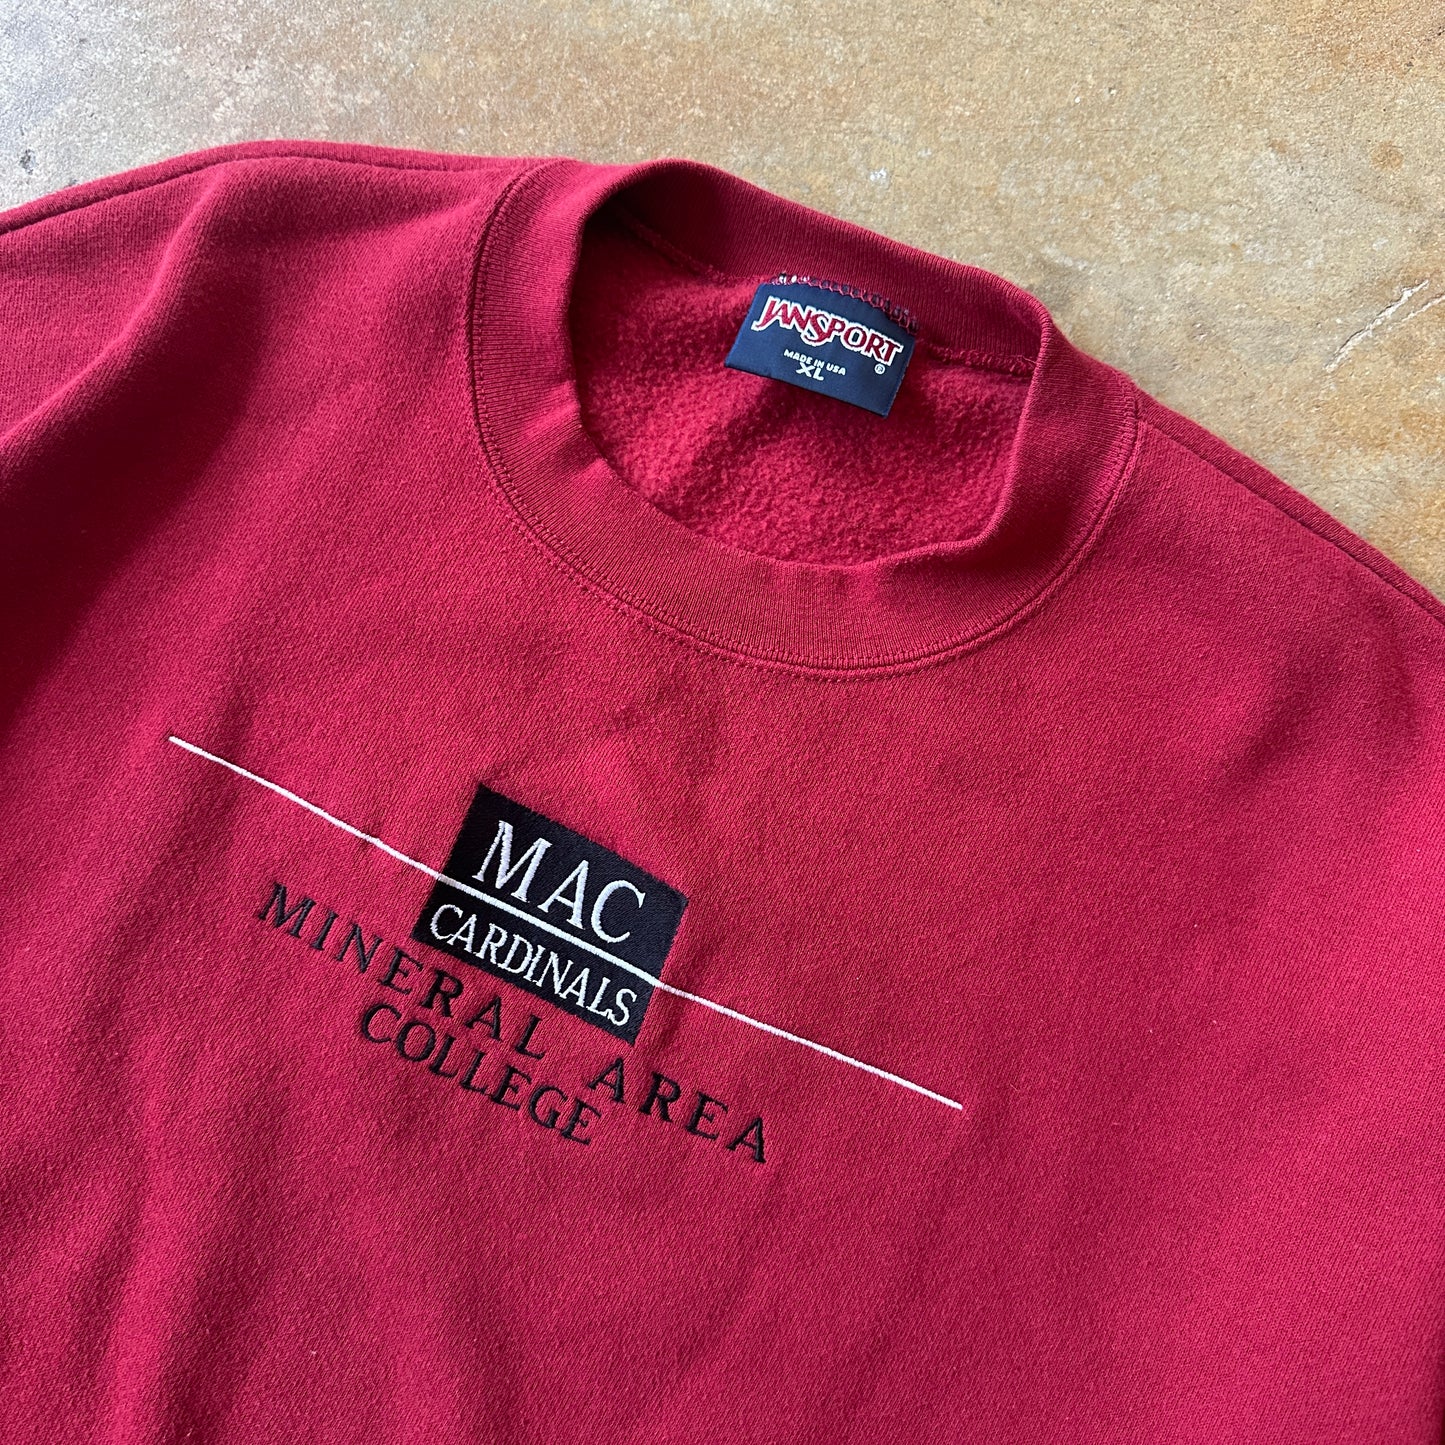 JANSPORT
®
MADE IN USA
XL
MAC
CARDINALS
MINERAL AREA
COLLEGE